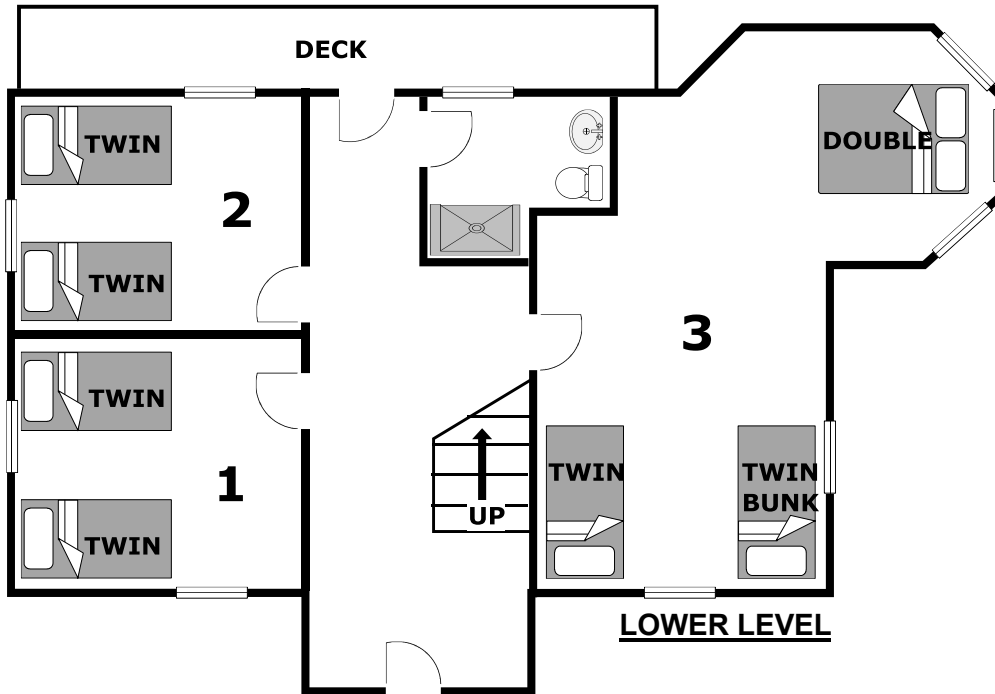 DECK
TWIN
DOUBLE
2
TWIN
3
TWIN
1
TWIN
TWIN
TWIN
BUNK
UP
TWIN
LOWER LEVEL